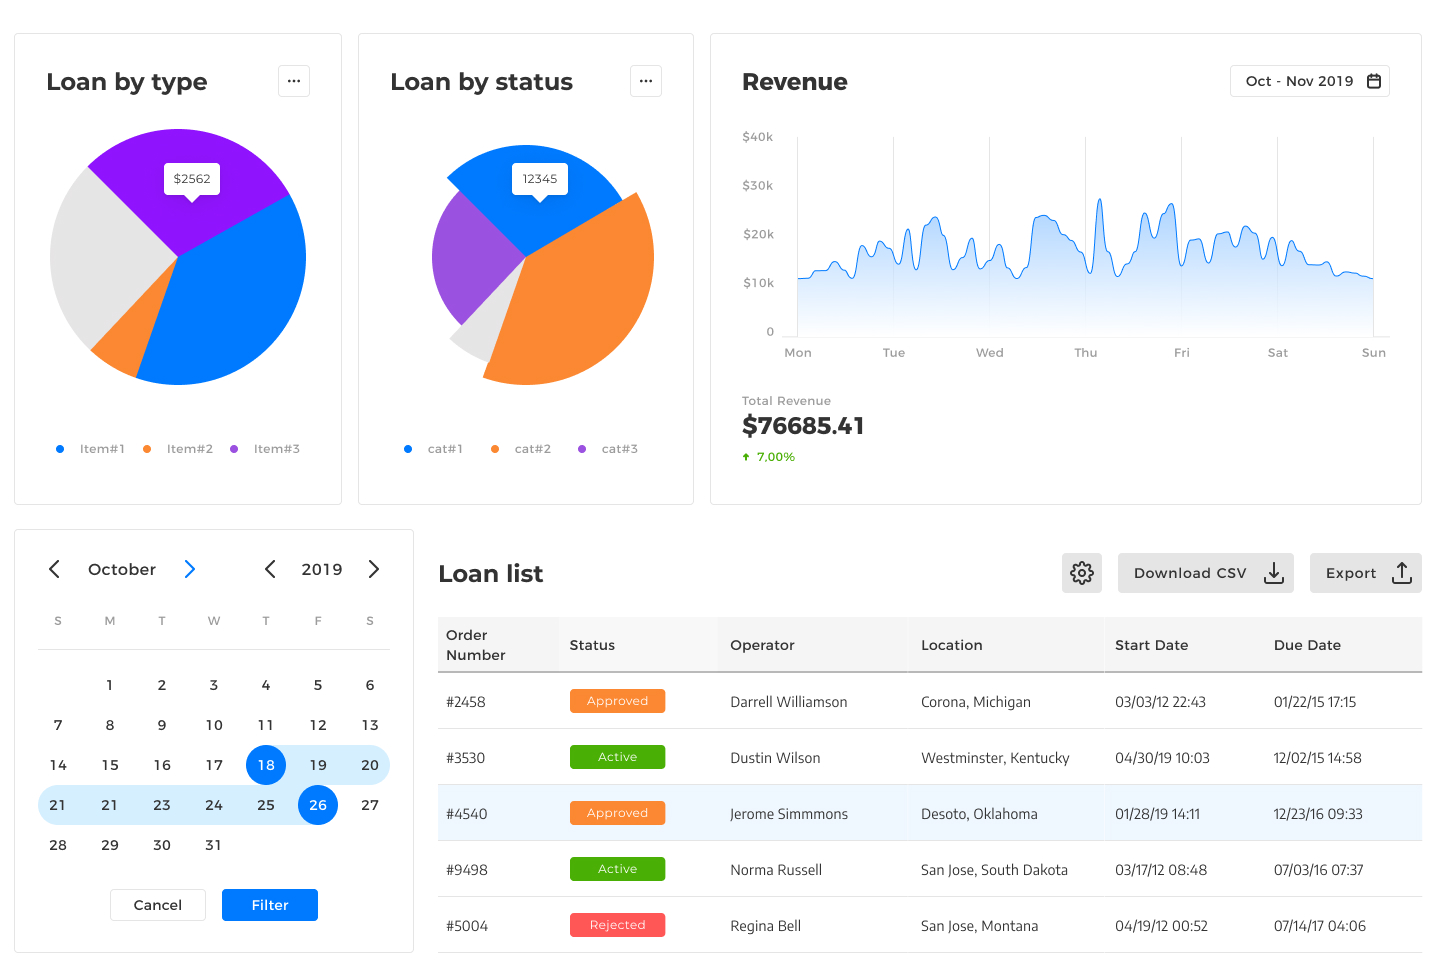 Loan by type
...
$2562
Item#1 Item#2 Item#3
Loan by status
...
12345
cat#1 cat#2 cat#3
Revenue
Oct - Nov 2019
$40k
$30k
$20k
$10k
0
Mon Tue Wed Thu Fri Sat Sun
Total Revenue
$76685.41
7,00%
October 2019
S M T W T F S
1 2 3 4 5 6
7 8 9 10 11 12 13
14 15 16 17 18 19 20
21 21 23 24 25 26 27
28 29 30 31
Cancel Filter
Loan list
Download CSV Export
Order Number Status Operator Location Start Date Due Date
#2458 Approved Darrell Williamson Corona, Michigan 03/03/12 22:43 01/22/15 17:15
#3530 Active Dustin Wilson Westminster, Kentucky 04/30/19 10:03 12/02/15 14:58
#4540 Approved Jerome Simmmons Desoto, Oklahoma 01/28/19 14:11 12/23/16 09:33
#9498 Active Norma Russell San Jose, South Dakota 03/17/12 08:48 07/03/16 07:37
#5004 Rejected Regina Bell San Jose, Montana 04/19/12 00:52 07/14/17 04:06